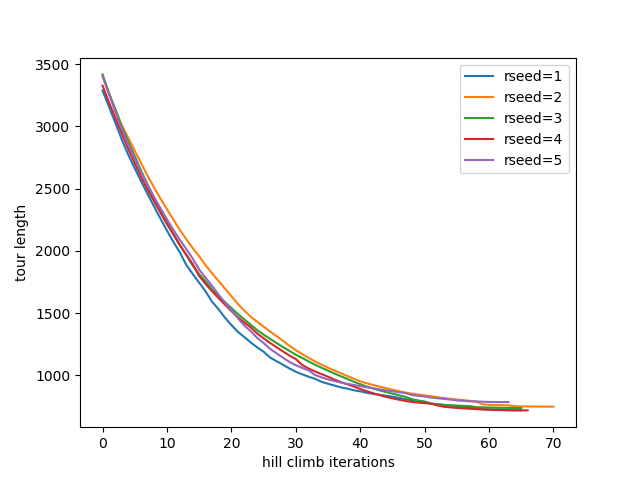 3500
3000
2500
2000
1500
1000
tour length
0 10 20 30 40 50 60 70
hill climb iterations
rseed=1
rseed=2
rseed=3
rseed=4
rseed=5